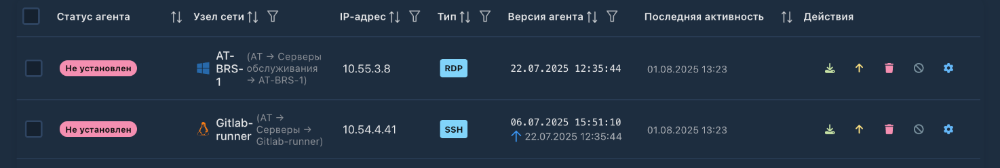 Статус агента Узел сети IP-адрес Тип Версия агента Последняя активность Действия
Не установлен
AT-
BRS-
1
(AT → Серверы
обслуживания
→ AT-BRS-1)
10.55.3.8
RDP
22.07.2025 12:35:44
01.08.2025 13:23
Не установлен
Gitlab-
runner
(AT →
Серверы →
Gitlab-runner)
10.54.4.41
SSH
06.07.2025 15:51:10
22.07.2025 12:35:44
01.08.2025 13:23